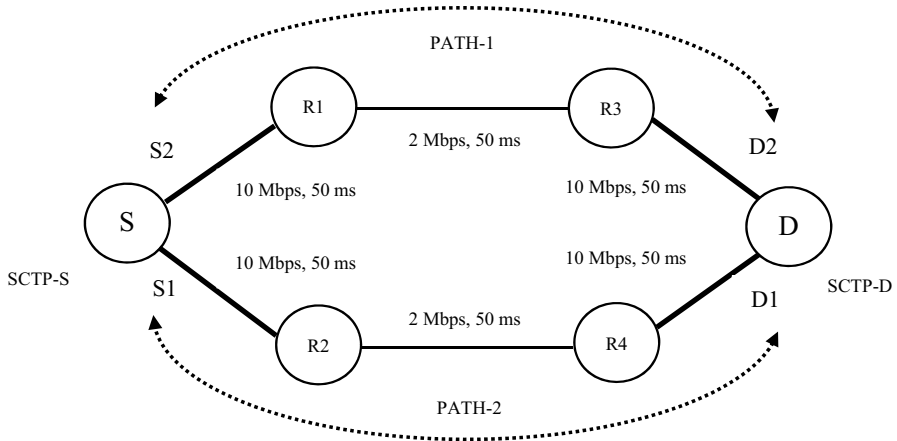 PATH-1
R1
R3
2 Mbps, 50 ms
S2
D2
10 Mbps, 50 ms
10 Mbps, 50 ms
S
D
10 Mbps, 50 ms
10 Mbps, 50 ms
SCTP-S
SCTP-D
S1
D1
2 Mbps, 50 ms
R2
R4
PATH-2